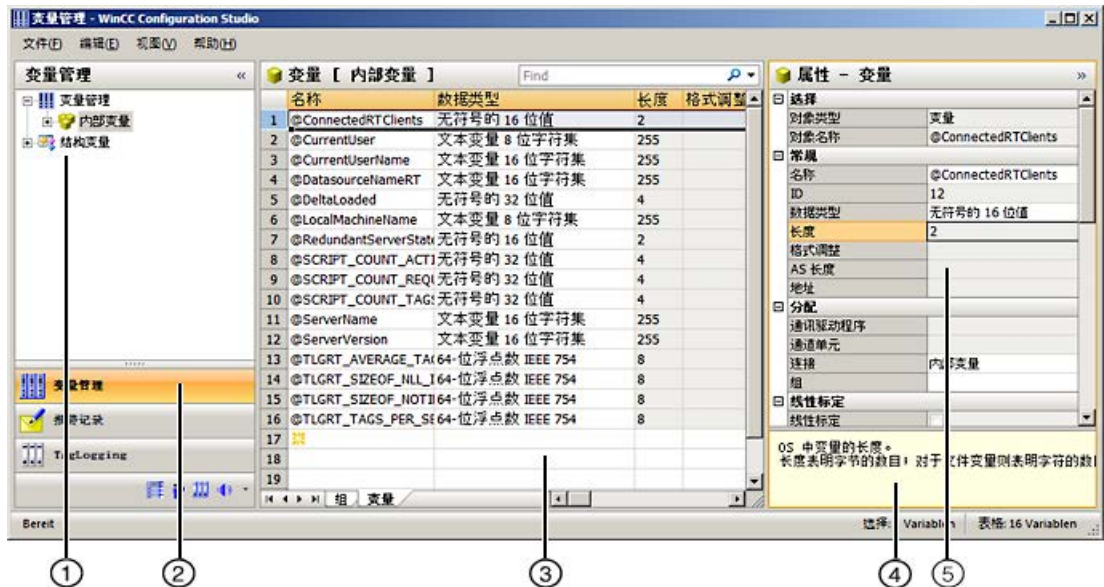 变量管理 - WinCC Configuration Studio
文件(F) 编辑(E) 视图(V) 帮助(H)
变量管理 «
变量管理
内部变量
结构变量
变量管理
报警记录
TagLogging
变量 [ 内部变量 ] Find
名称 数据类型 长度 格式调整
1 @ConnectedRTClients 无符号的 16 位值 2
2 @CurrentUser 文本变量 8 位字符集 255
3 @CurrentUserName 文本变量 16 位字符集 255
4 @DatasourceNameRT 文本变量 16 位字符集 255
5 @DeltaLoaded 无符号的 32 位值 4
6 @LocalMachineName 文本变量 8 位字符集 255
7 @RedundantServerState 无符号的 16 位值 2
8 @SCRIPT_COUNT_ACTI 无符号的 32 位值 4
9 @SCRIPT_COUNT_REQU 无符号的 32 位值 4
10 @SCRIPT_COUNT_TAGS 无符号的 32 位值 4
11 @ServerName 文本变量 16 位字符集 255
12 @ServerVersion 文本变量 16 位字符集 255
13 @TLGRT_AVERAGE_TAG 64-位浮点数 IEEE 754 8
14 @TLGRT_SIZEOF_NLL_I 64-位浮点数 IEEE 754 8
15 @TLGRT_SIZEOF_NOTII 64-位浮点数 IEEE 754 8
16 @TLGRT_TAGS_PER_SE 64-位浮点数 IEEE 754 8
17
18
19
组 变量
属性 - 变量 »
选择
对象类型 变量
对象名称 @ConnectedRTClients
常规
名称 @ConnectedRTClients
ID 12
数据类型 无符号的 16 位值
长度 2
格式调整
AS 长度
地址
分配
通讯驱动程序
通道单元
连接 内部变量
组
线性标定
线性标定
OS 中变量的长度。
长度表明字节的数目；对于文件变量则表明字符的数目
Bereit 选择: Variablen 表格: 16 Variablen
① ② ③ ④ ⑤